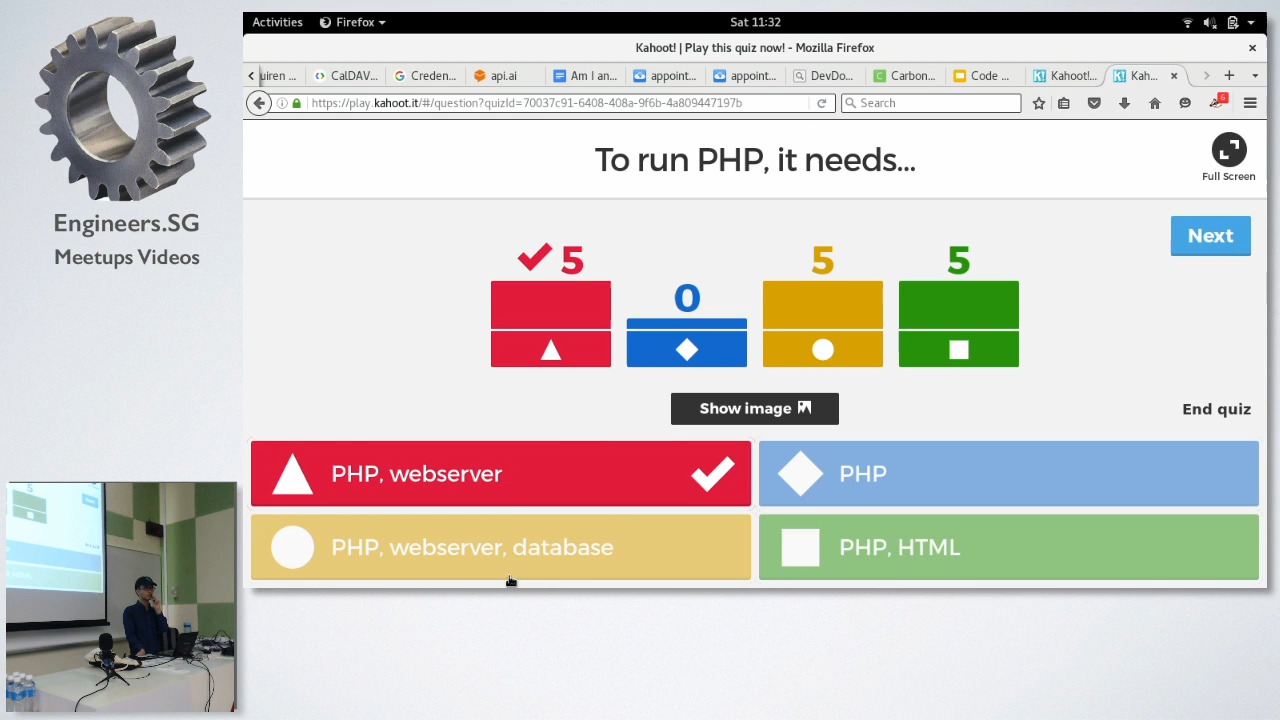 Activities Firefox Sat 11:32
Kahoot! | Play this quiz now! - Mozilla Firefox
uiren ... CalDAV... Creden... api.ai Am I an... appoint... appoint... DevDo... Carbon... Code ... Kahoot!... Kah...
https://play.kahoot.it/#/question?quizId=70037c91-6408-408a-9f6b-4a809447197b Search 6
To run PHP, it needs...
Full Screen
Engineers.SG
Meetups Videos
Next
5
0
5
5
Show image
End quiz
PHP, webserver
PHP
PHP, webserver, database
PHP, HTML